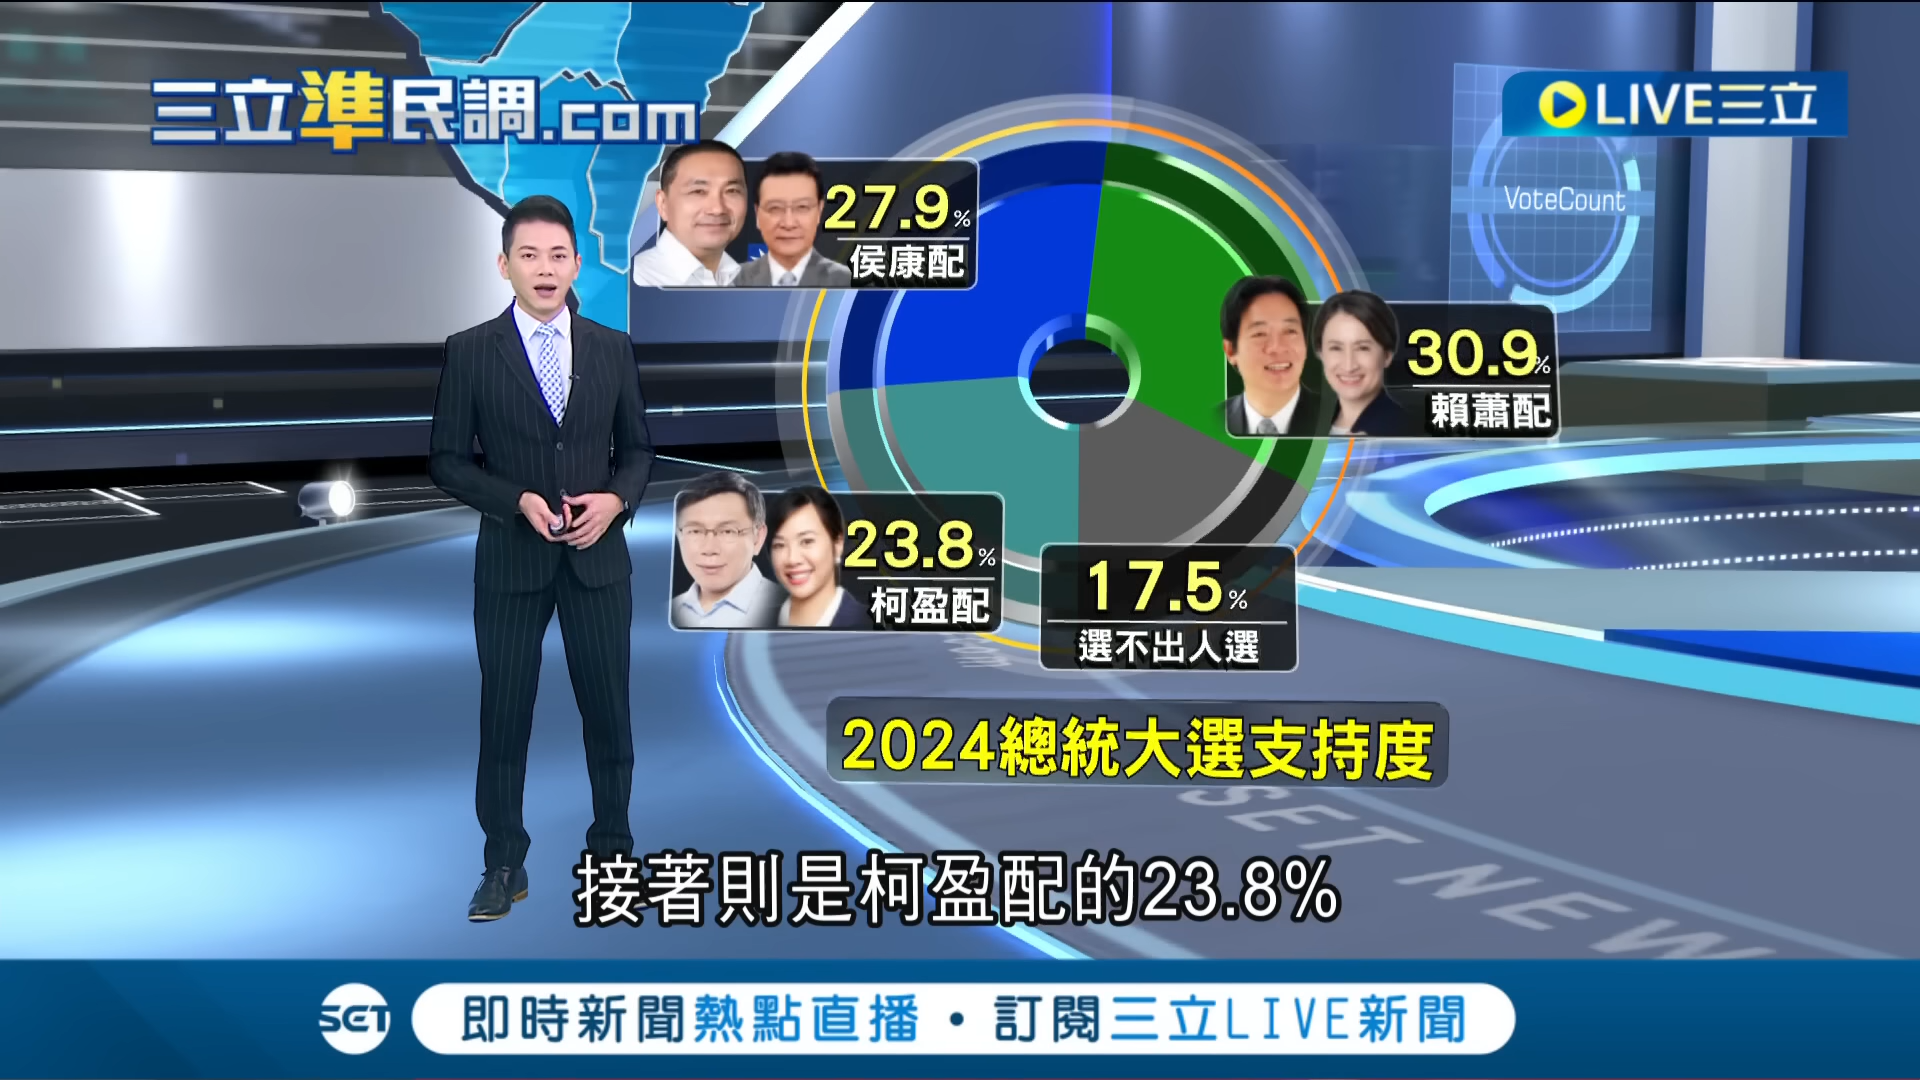 三立準民調.com
LIVE三立
VoteCount
27.9%
侯康配
30.9%
賴蕭配
23.8%
柯盈配
17.5%
選不出人選
2024總統大選支持度
SET NEW
接著則是柯盈配的23.8%
SET 即時新聞熱點直播・訂閱三立LIVE新聞